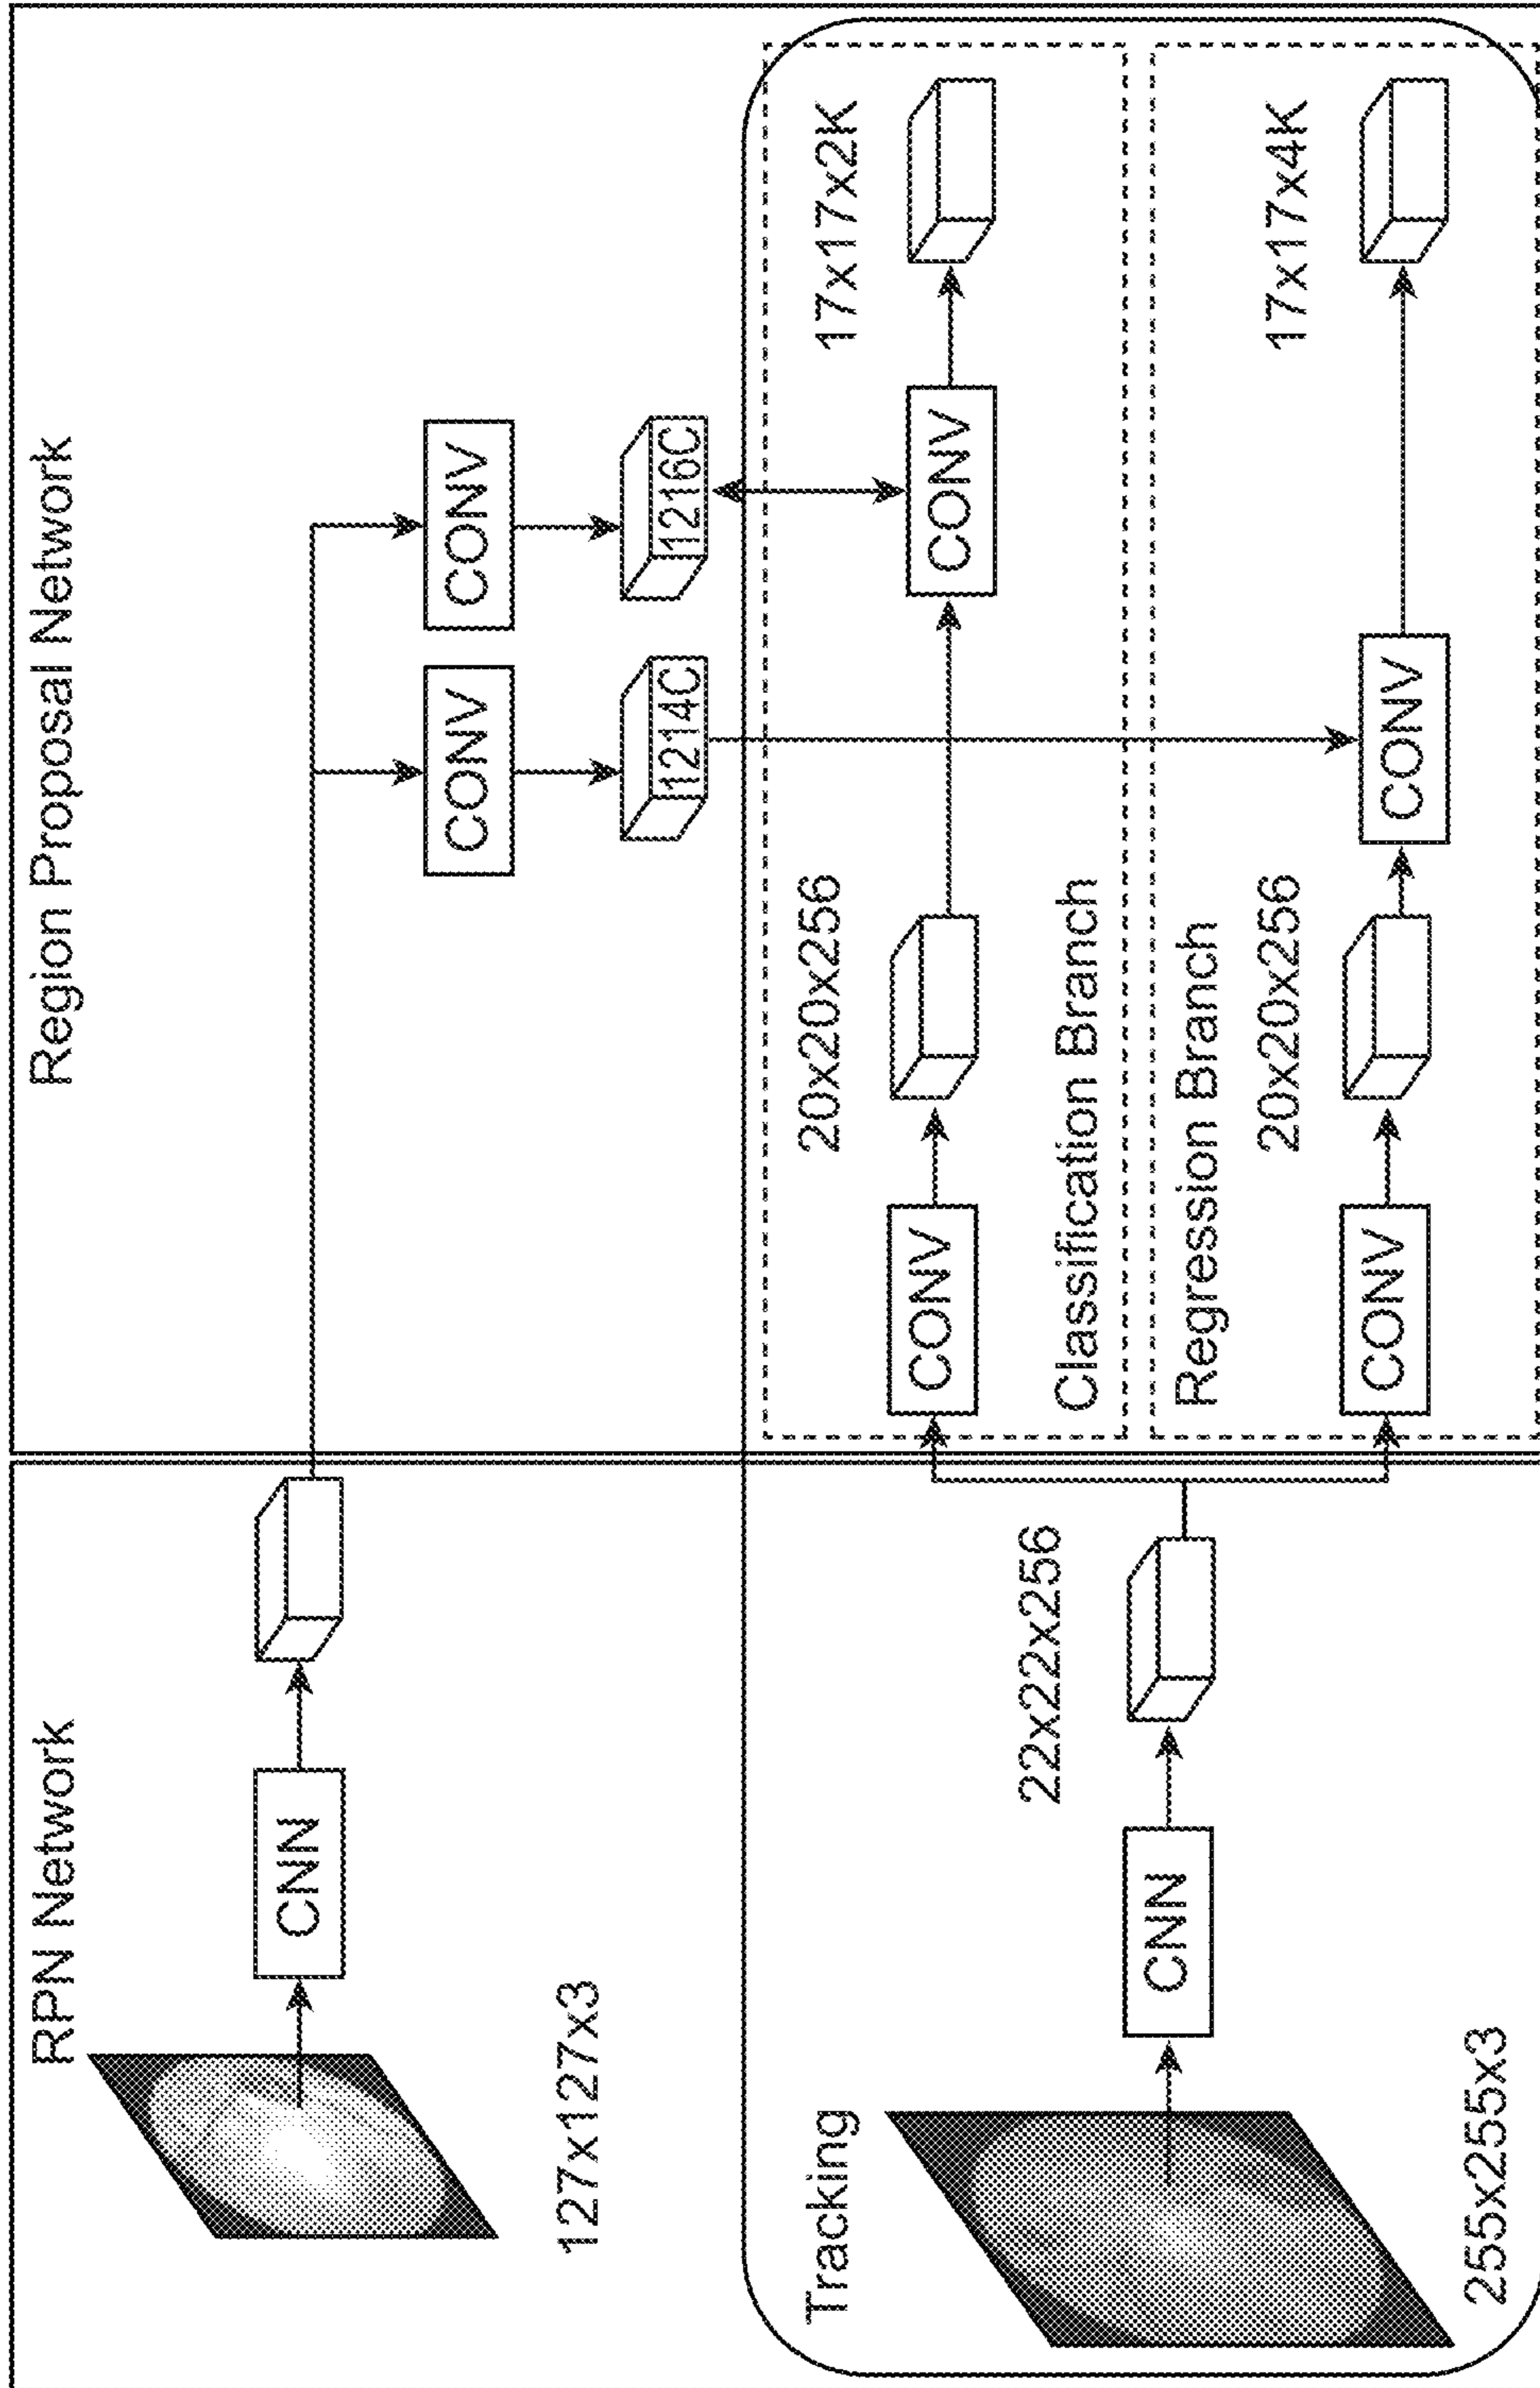 RPN Network
CNN
127x127x3
Region Proposal Network
CONV
CONV
1214C
1216C
Tracking
CNN
22x22x256
255x255x3
CONV
20x20x256
CONV
17x17x2K
Classification Branch
Regression Branch
CONV
20x20x256
CONV
17x17x4K